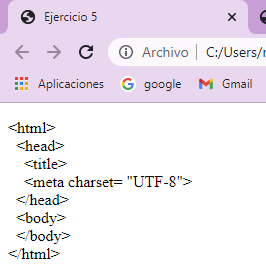 Ejercicio 5
Archivo | C:/Users/
Aplicaciones google Gmail
<html>
<head>
<title>
<meta charset= "UTF-8">
</head>
<body>
</body>
</html>